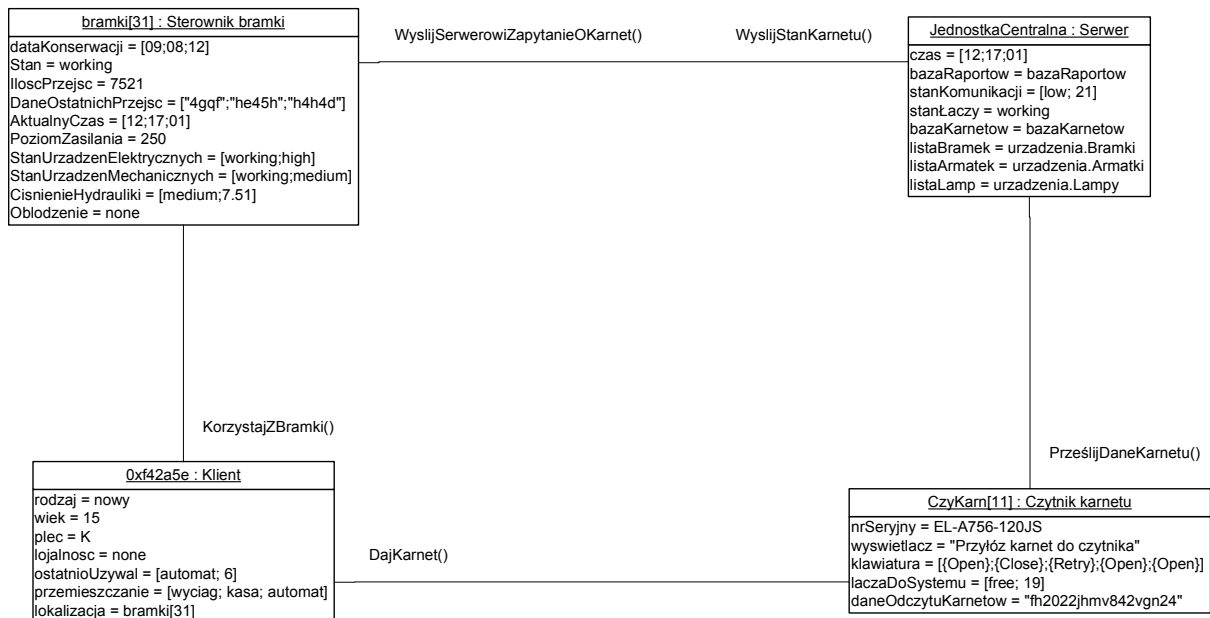 bramki[31] : Sterownik bramki
dataKonserwacji = [09;08;12]
Stan = working
IloscPrzejsc = 7521
DaneOstatnichPrzejsc = ["4gqf";"he45h";"h4h4d"]
AktualnyCzas = [12;17;01]
PoziomZasilania = 250
StanUrzadzenElektrycznych = [working;high]
StanUrzadzenMechanicznych = [working;medium]
CisnienieHydrauliki = [medium;7.51]
Oblodzenie = none
WyslijSerwerowiZapytanieOKarnet()
WyslijStanKarnetu()
JednostkaCentralna : Serwer
czas = [12;17;01]
bazaRaportow = bazaRaportow
stanKomunikacji = [low; 21]
stanŁaczy = working
bazaKarnetow = bazaKarnetow
listaBramek = urzadzenia.Bramki
listaArmatek = urzadzenia.Armatki
listaLamp = urzadzenia.Lampy
KorzystajZBramki()
PrześlijDaneKarnetu()
0xf42a5e : Klient
rodzaj = nowy
wiek = 15
plec = K
lojalnosc = none
ostatnioUzywal = [automat; 6]
przemieszczanie = [wyciag; kasa; automat]
lokalizacja = bramki[31]
DajKarnet()
CzyKarn[11] : Czytnik karnetu
nrSeryjny = EL-A756-120JS
wyswietlacz = "Przyłóz karnet do czytnika"
klawiatura = [{Open};{Close};{Retry};{Open};{Open}]
laczaDoSystemu = [free; 19]
daneOdczytuKarnetow = "fh2022jhmv842vgn24"